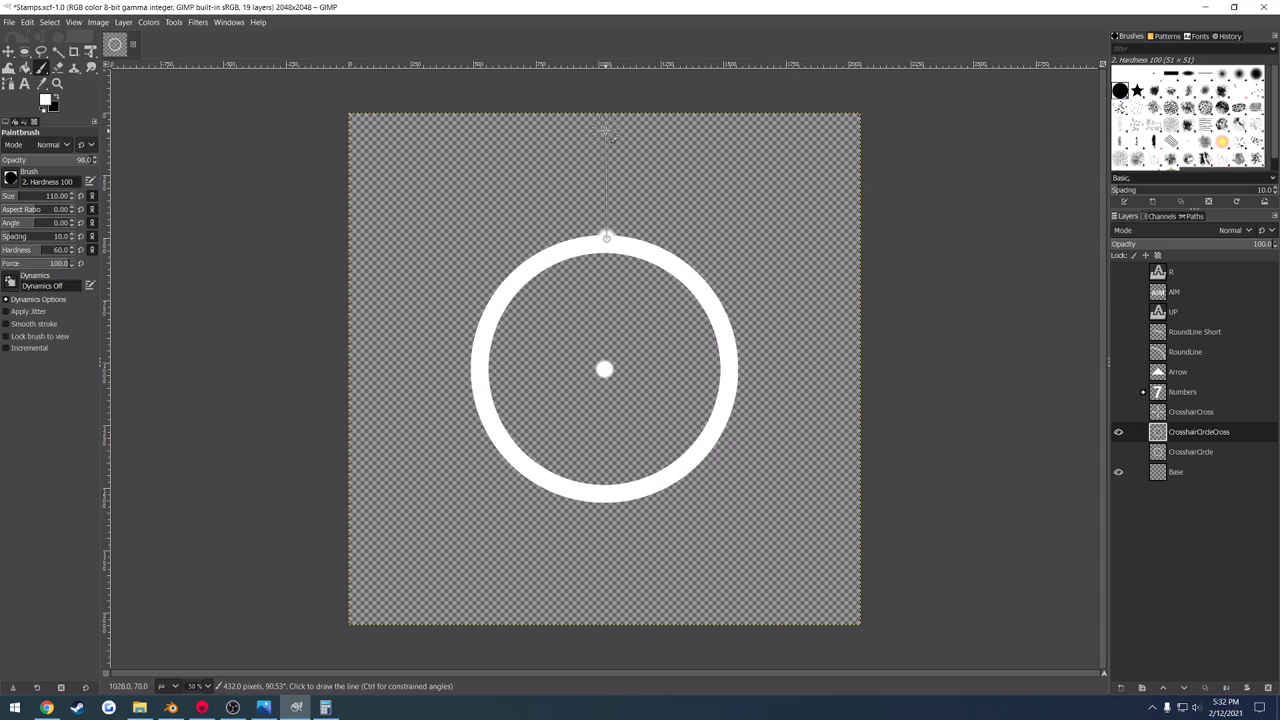 *Stamps.xcf-1.0 (RGB color 8-bit gamma integer, GIMP built-in sRGB, 19 layers) 2048x2048 – GIMP
File Edit Select View Image Layer Colors Tools Filters Windows Help
Brushes Patterns Fonts History
filter
2. Hardness 100 (51 × 51)
Paintbrush
Mode Normal
Opacity 98.0
Brush
2. Hardness 100
Size 110.00
Aspect Ratio 0.00
Angle 0.00
Spacing 10.0
Hardness 60.0
Force 100.0
Dynamics
Dynamics Off
Dynamics Options
Apply Jitter
Smooth stroke
Lock brush to view
Incremental
Basic,
Spacing 10.0
Layers Channels Paths
Mode Normal
Opacity 100.0
Lock:
R
AIM
UP
RoundLine Short
RoundLine
Arrow
Numbers
CrosshairCross
CrosshairCirdeCross
CrosshairCirde
Base
1028.0, 70.0 px 50 % 432.0 pixels, 90.53°. Click to draw the line (Ctrl for constrained angles)
5:32 PM
2/12/2021